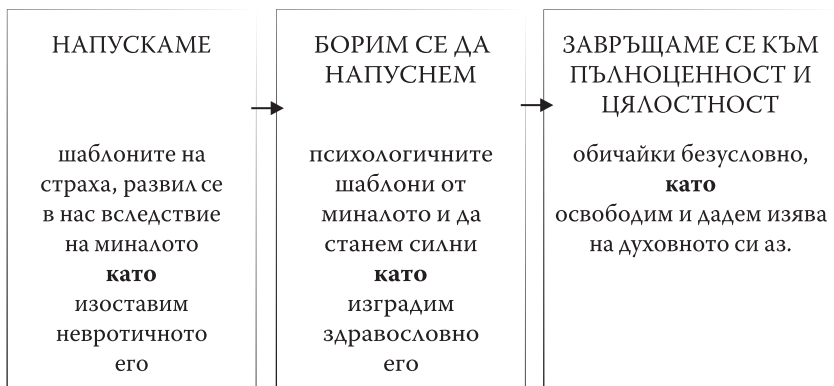 НАПУСКАМЕ
шаблоните на
страха, развил се
в нас вследствие
на миналото
като
изоставим
невротичното
его
БОРИМ СЕ ДА
НАПУСНЕМ
психологичните
шаблони от
миналото и да
станем силни
като
изградим
здравословно
его
ЗАВРЪЩАМЕ СЕ КЪМ
ПЪЛНОЦЕННОСТ И
ЦЯЛОСТНОСТ
обичайки безусловно,
като
освободим и дадем изява
на духовното си аз.